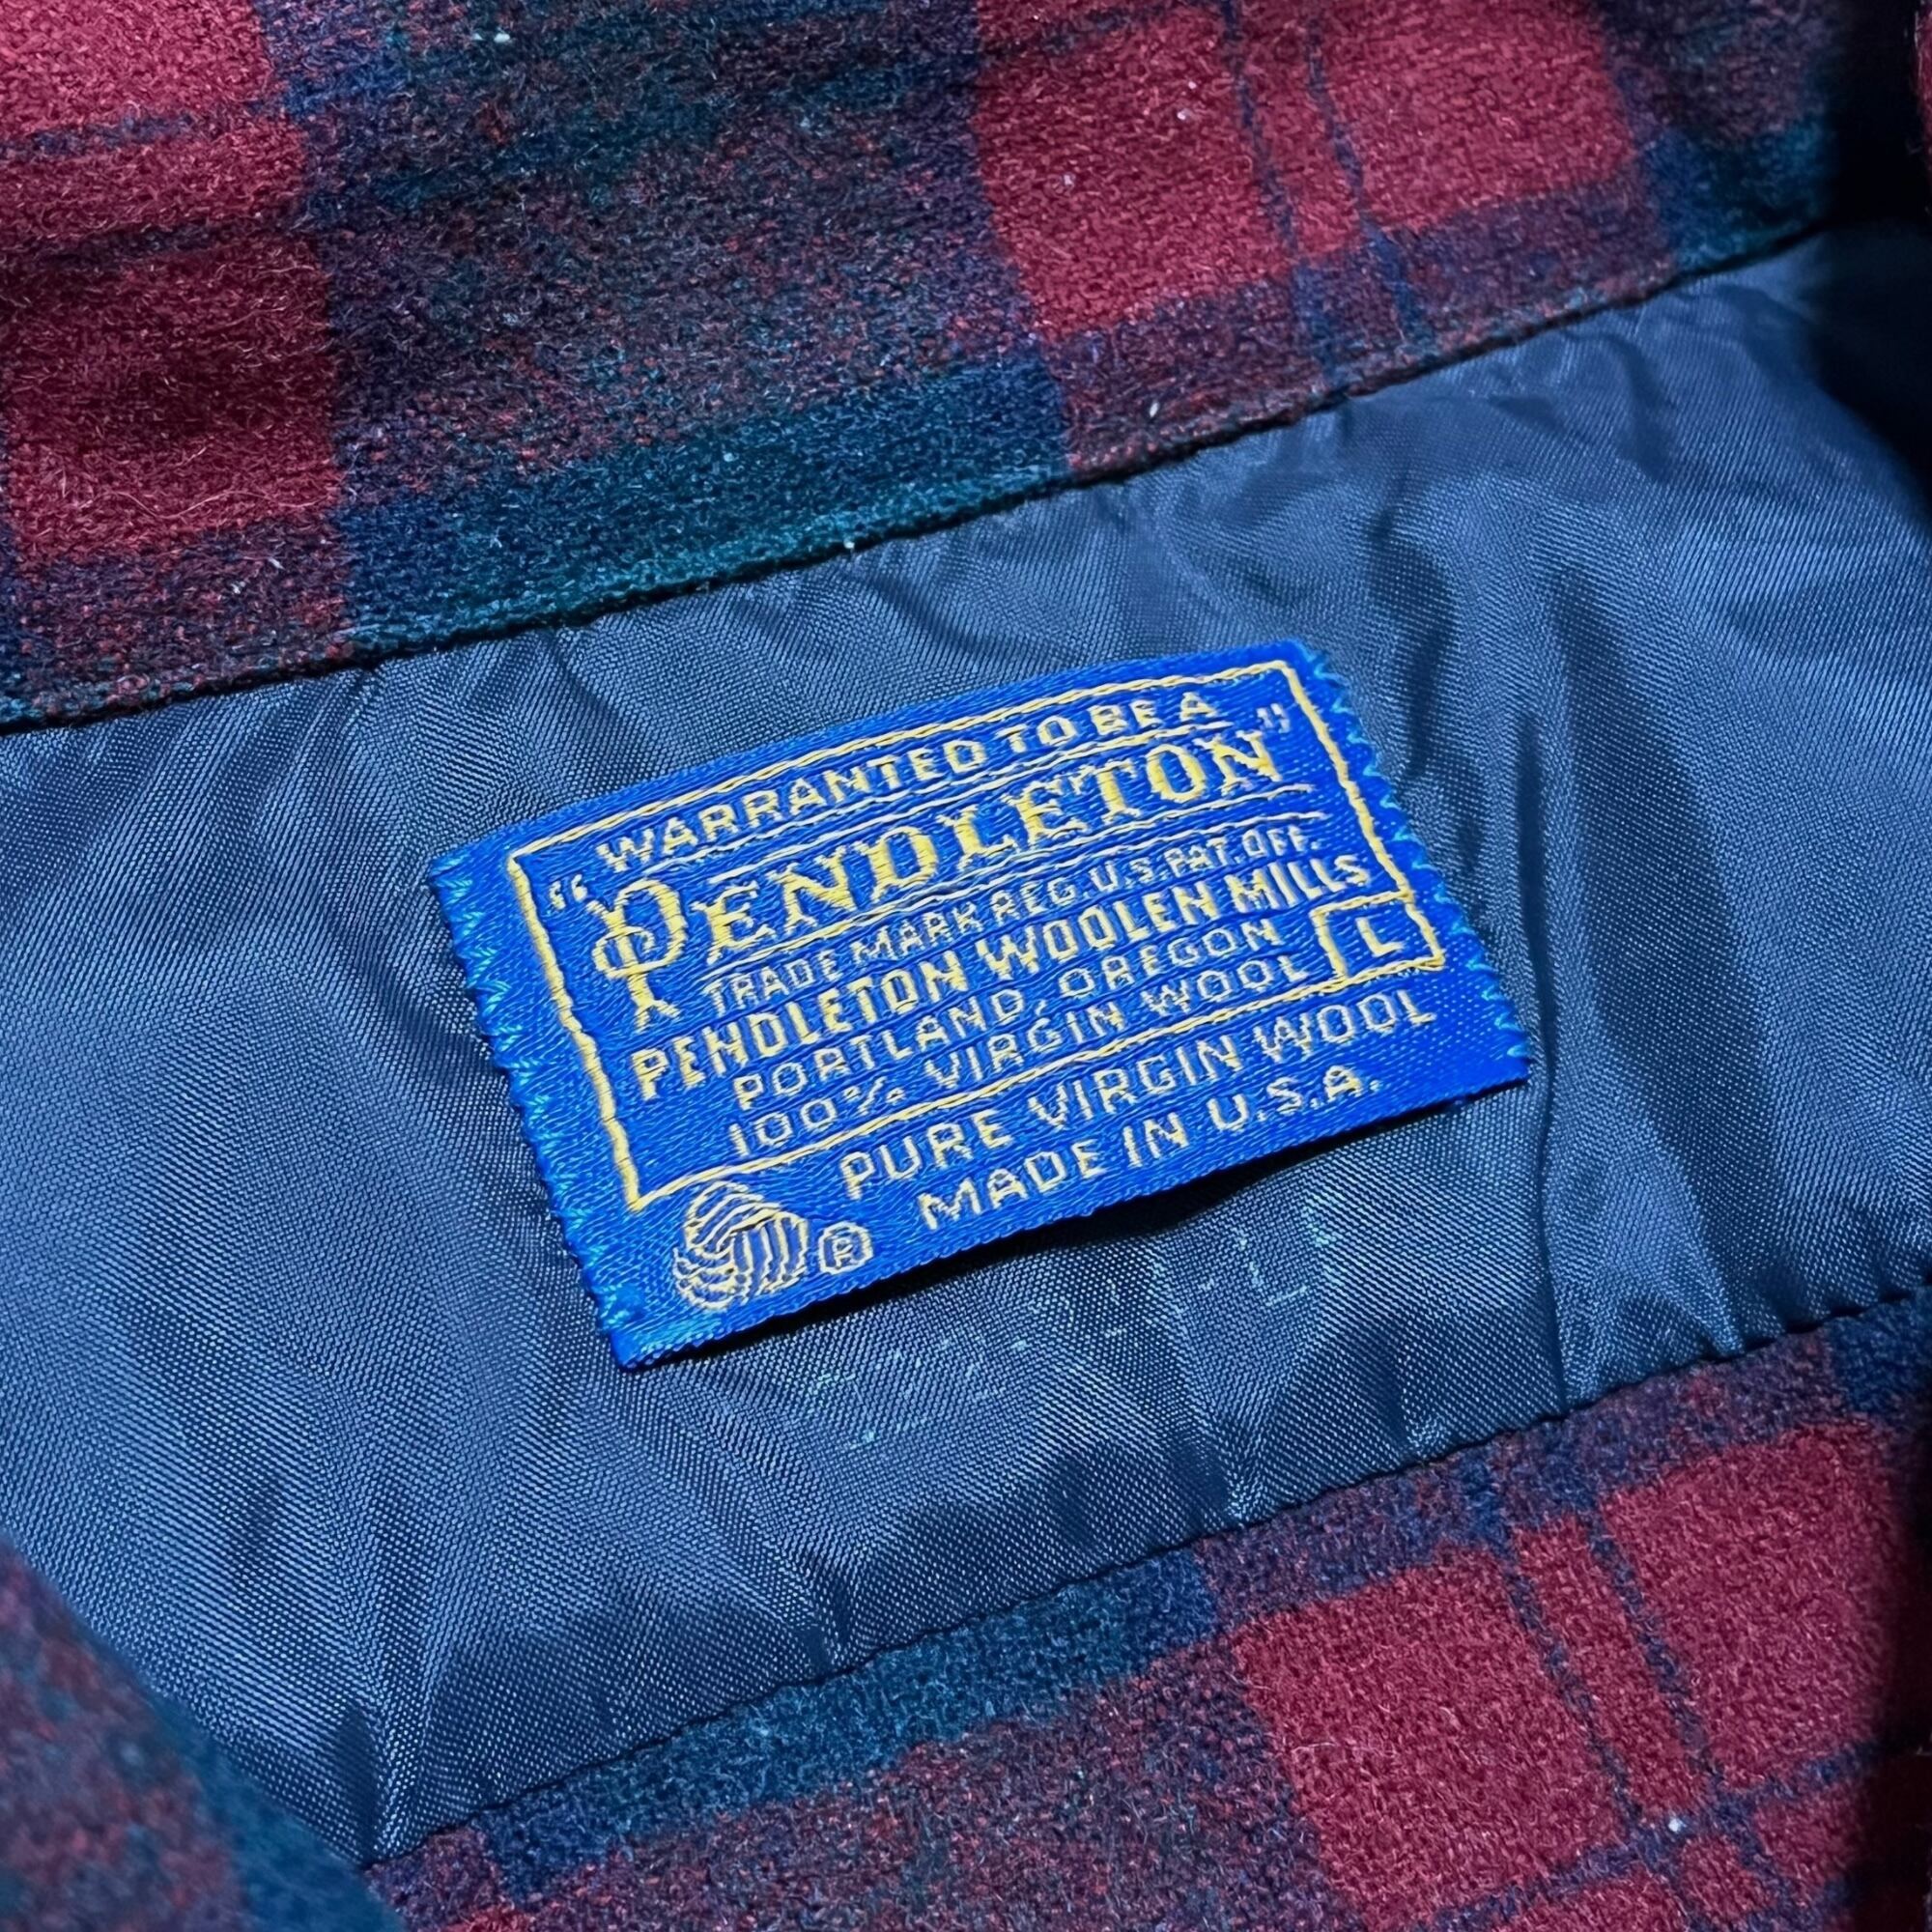 WARRANTED TO BE A
"PENDLETON"
TRADE MARK REG. U.S. PAT. OFF.
PENDLETON WOOLEN MILLS
PORTLAND, OREGON
L
100% VIRGIN WOOL
PURE VIRGIN WOOL
® MADE IN U.S.A.